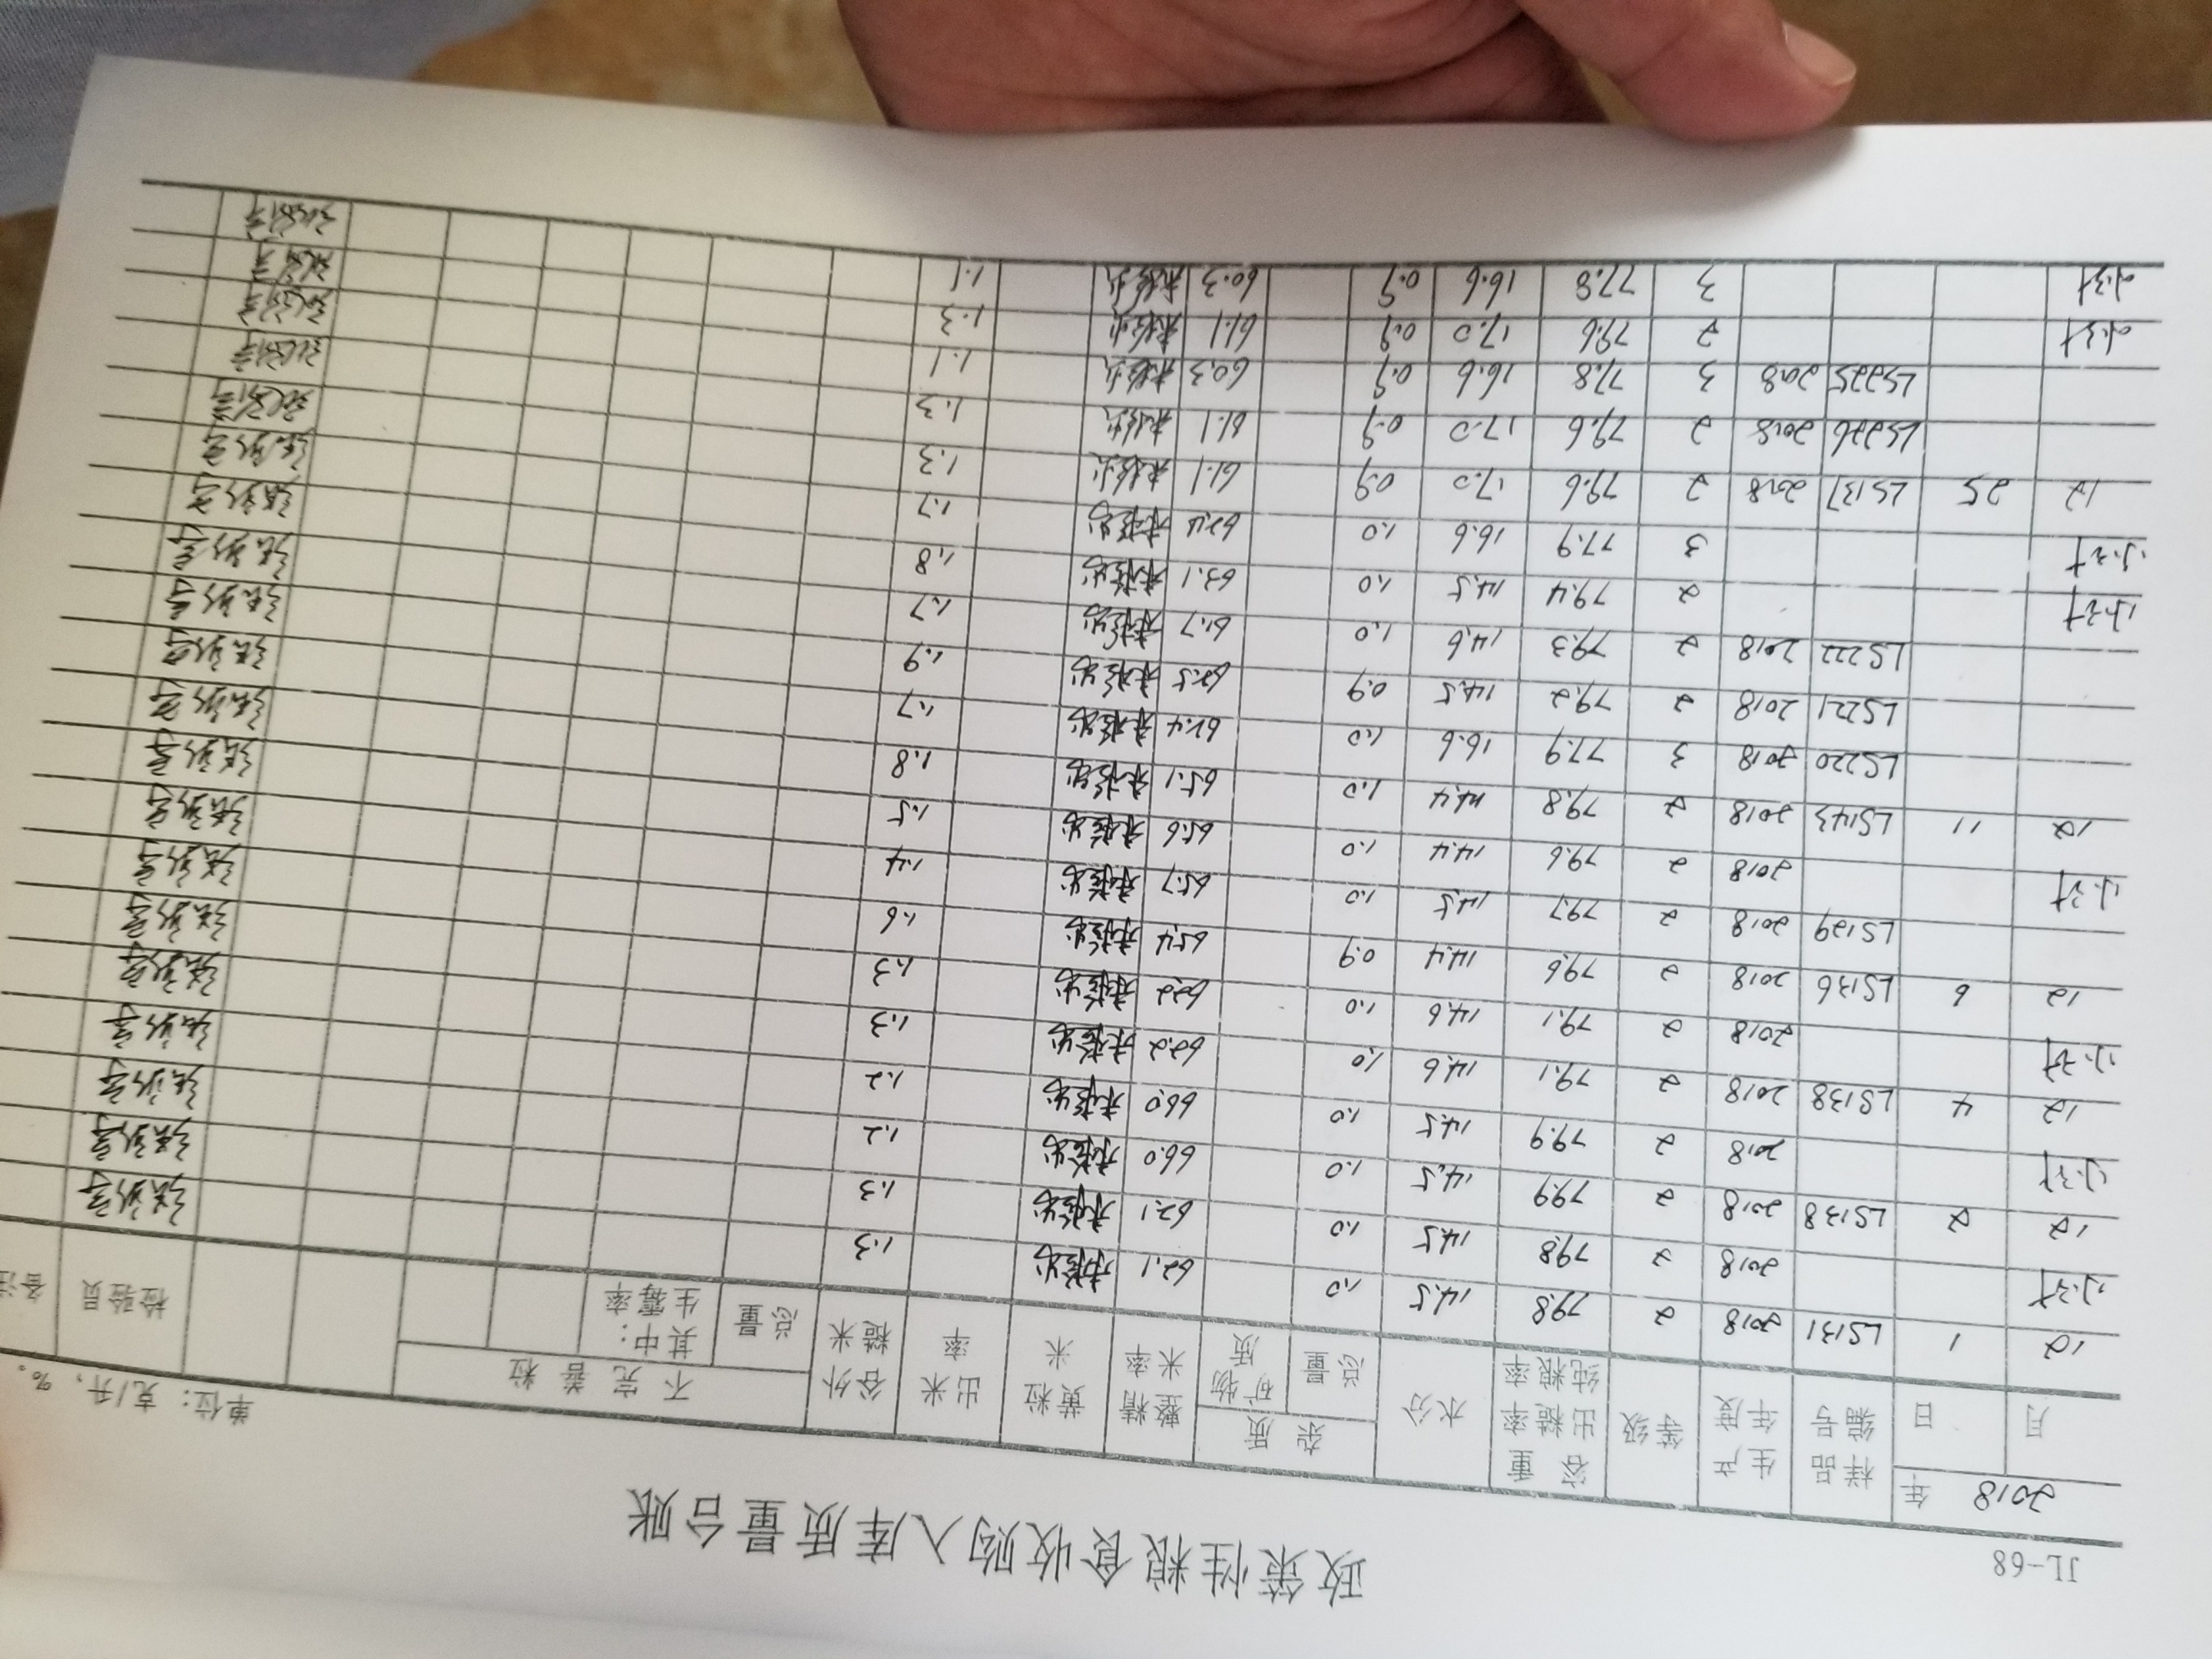 JL-68
政策性粮食收购入库质量台账
单位：克/升，%。
2018 年 样品编号 生产年度 等级 容重 出糙率 纯粮率 水分 杂质 整精米率 黄粒米 出米率 谷外糙米 不完善粒 检验员 备注
月 日 总量 矿物质 总量 其中：生霉率
12 1 LS131 2018 2 79.8 14.5 1.0 62.1 未检出 1.3 张新宇
小计 2018 2 79.8 14.5 1.0 62.1 未检出 1.3 张新宇
12 2 LS138 2018 2 79.9 14.5 1.0 66.0 未检出 1.2 张新宇
小计 2018 2 79.9 14.5 1.0 66.0 未检出 1.2 张新宇
12 4 LS138 2018 2 79.1 14.6 1.0 62.2 未检出 1.3 张新宇
小计 2018 2 79.1 14.6 1.0 62.2 未检出 1.3 张新宇
12 6 LS136 2018 2 79.6 14.4 0.9 65.4 未检出 1.6 张新宇
LS129 2018 2 79.7 14.5 1.0 65.7 未检出 1.4 张新宇
小计 2018 2 79.6 14.4 1.0 65.6 未检出 1.5 张新宇
12 11 LS143 2018 2 79.8 14.4 1.0 65.1 未检出 1.8 张新宇
LS220 2018 3 77.9 16.6 1.0 62.4 未检出 1.7 张新宇
LS221 2018 2 79.2 14.5 0.9 62.5 未检出 1.9 张新宇
LS222 2018 2 79.3 14.6 1.0 61.7 未检出 1.7 张新宇
小计 2 79.4 14.5 1.0 63.1 未检出 1.8 张新宇
小计 3 77.9 16.6 1.0 62.4 未检出 1.7 张新宇
12 25 LS137 2018 2 79.6 17.0 0.9 61.1 未检出 1.3 张新宇
LS226 2018 2 79.6 17.0 0.9 61.1 未检出 1.3 张新宇
LS225 2018 3 77.8 16.6 0.9 60.3 未检出 1.1 张新宇
小计 2 79.6 17.0 0.9 61.1 未检出 1.3 张新宇
小计 3 77.8 16.6 0.9 60.3 未检出 1.1 张新宇